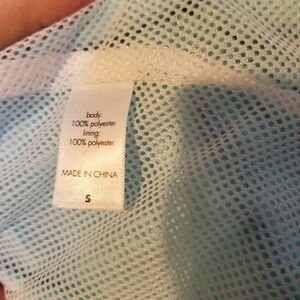 body:
100% polyester
lining:
100% polyester
MADE IN CHINA
S